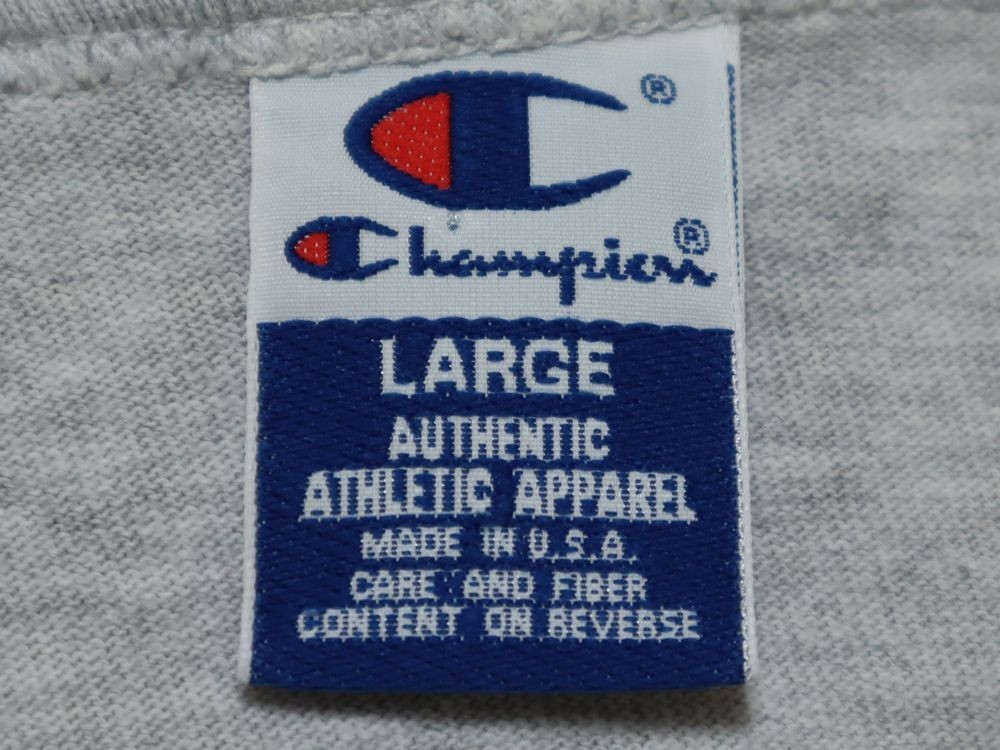 ®
Champion®
LARGE
AUTHENTIC
ATHLETIC APPAREL
MADE IN U.S.A.
CARE AND FIBER
CONTENT ON REVERSE